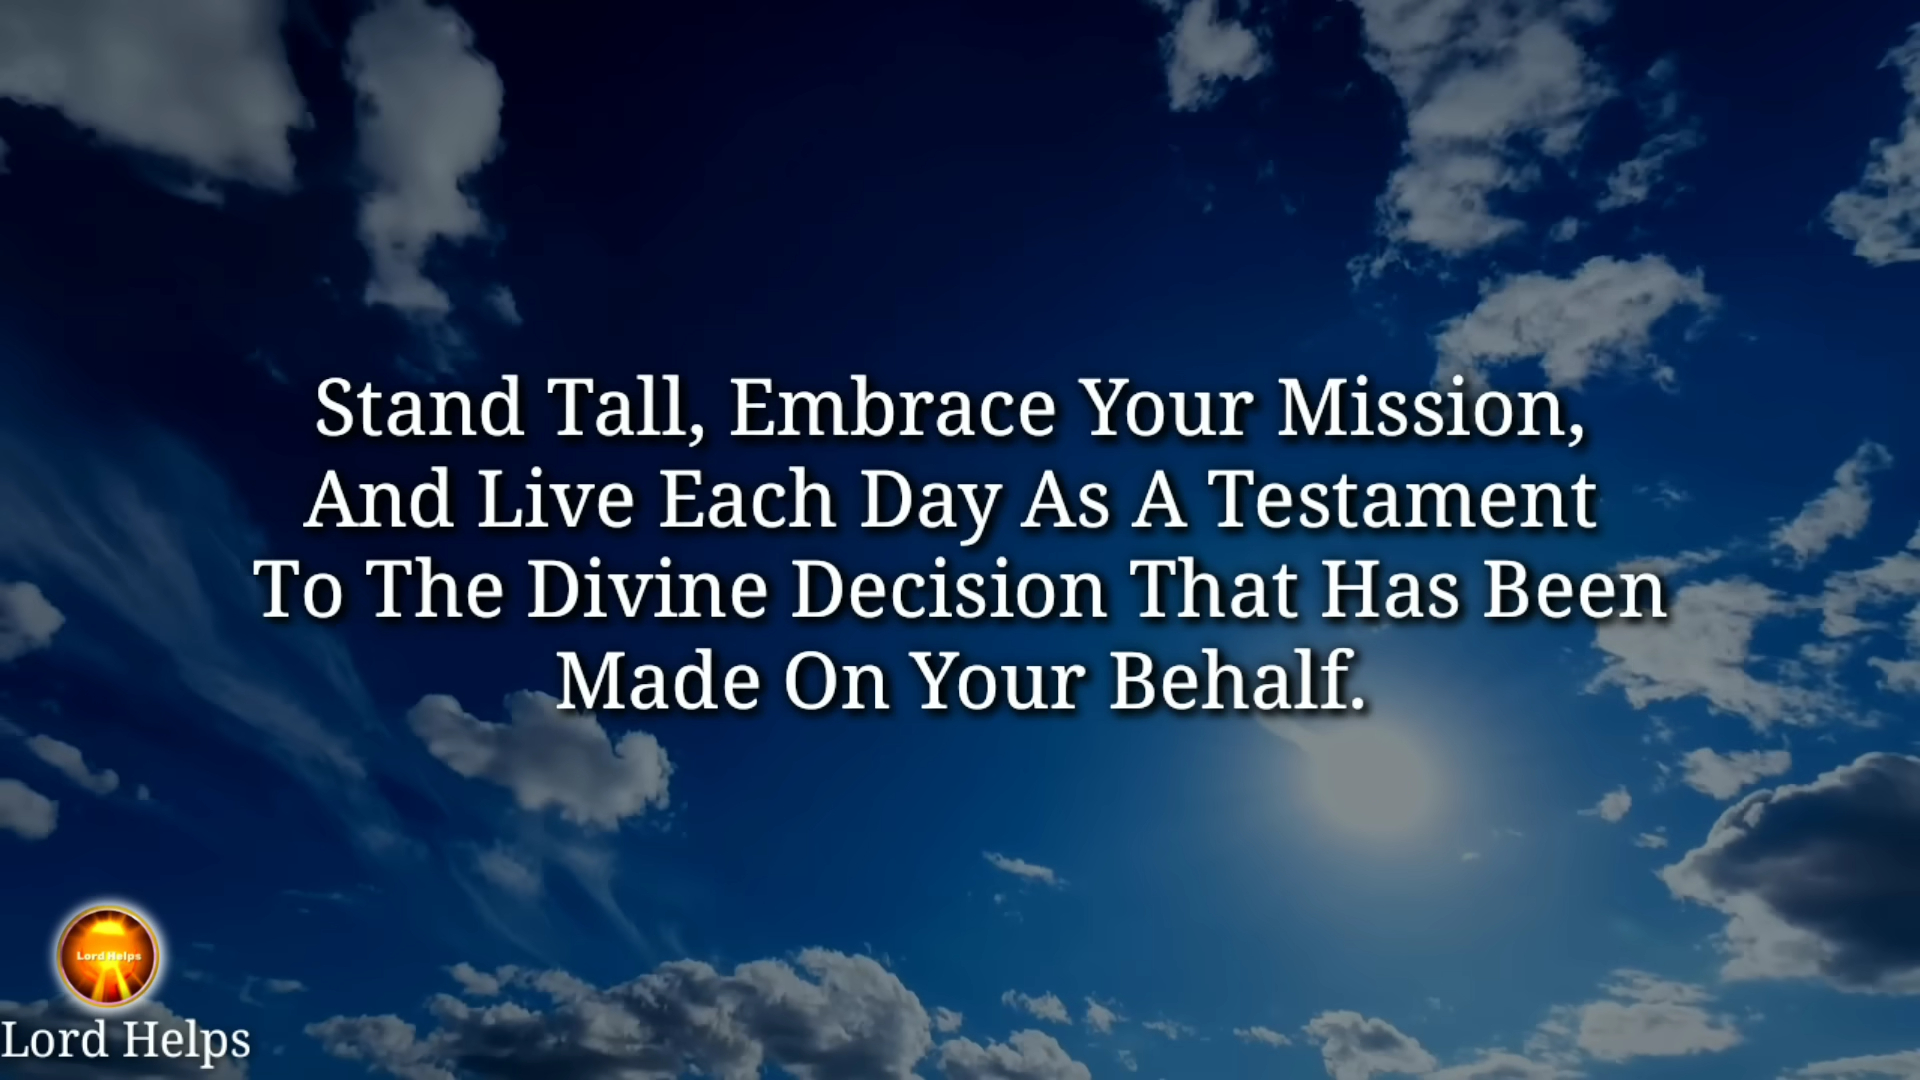 Stand Tall, Embrace Your Mission,
And Live Each Day As A Testament
To The Divine Decision That Has Been
Made On Your Behalf.
Lord Helps
Lord Helps